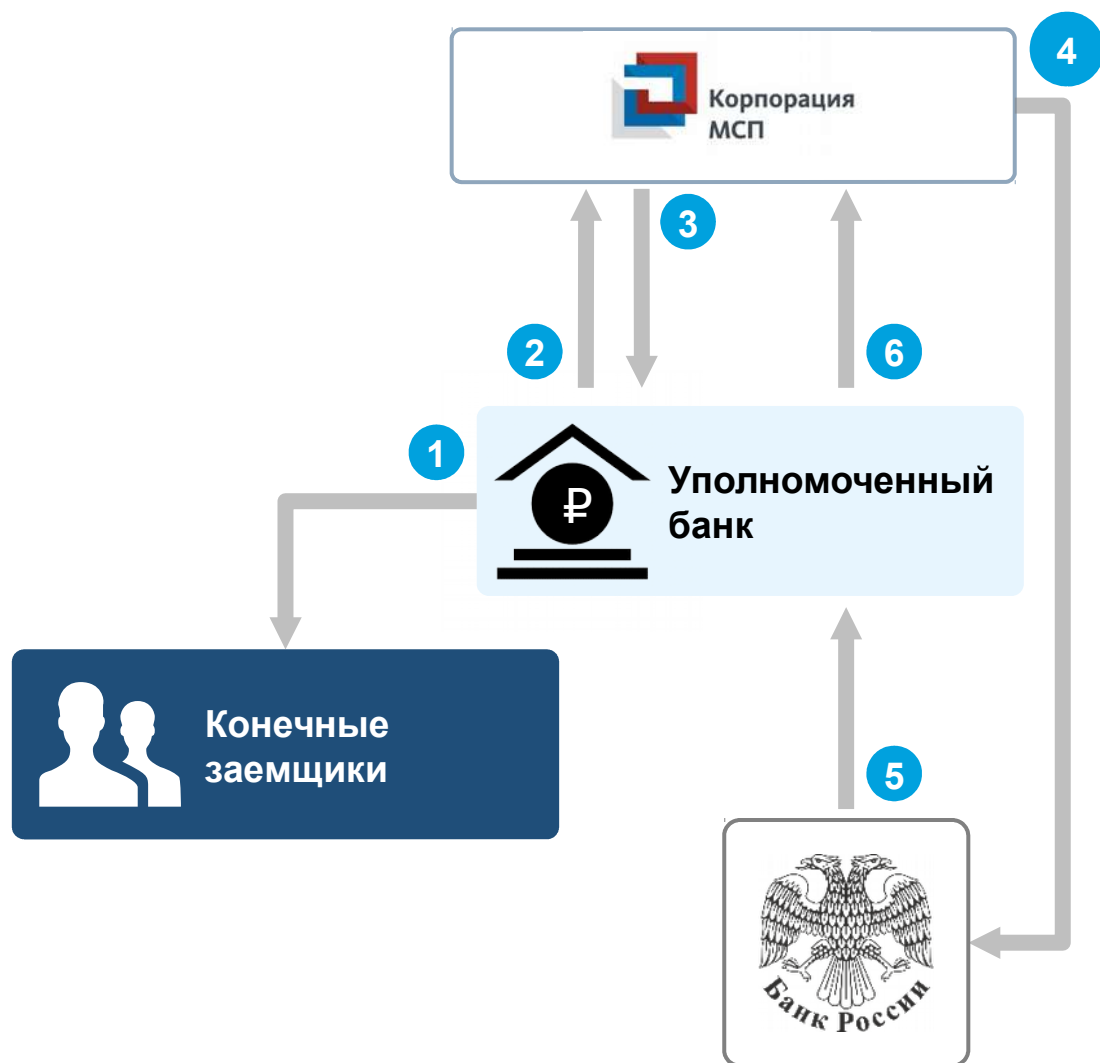 4
Корпорация
МСП
3
2
6
1
₽
Уполномоченный
банк
Конечные
заемщики
5
Банк России